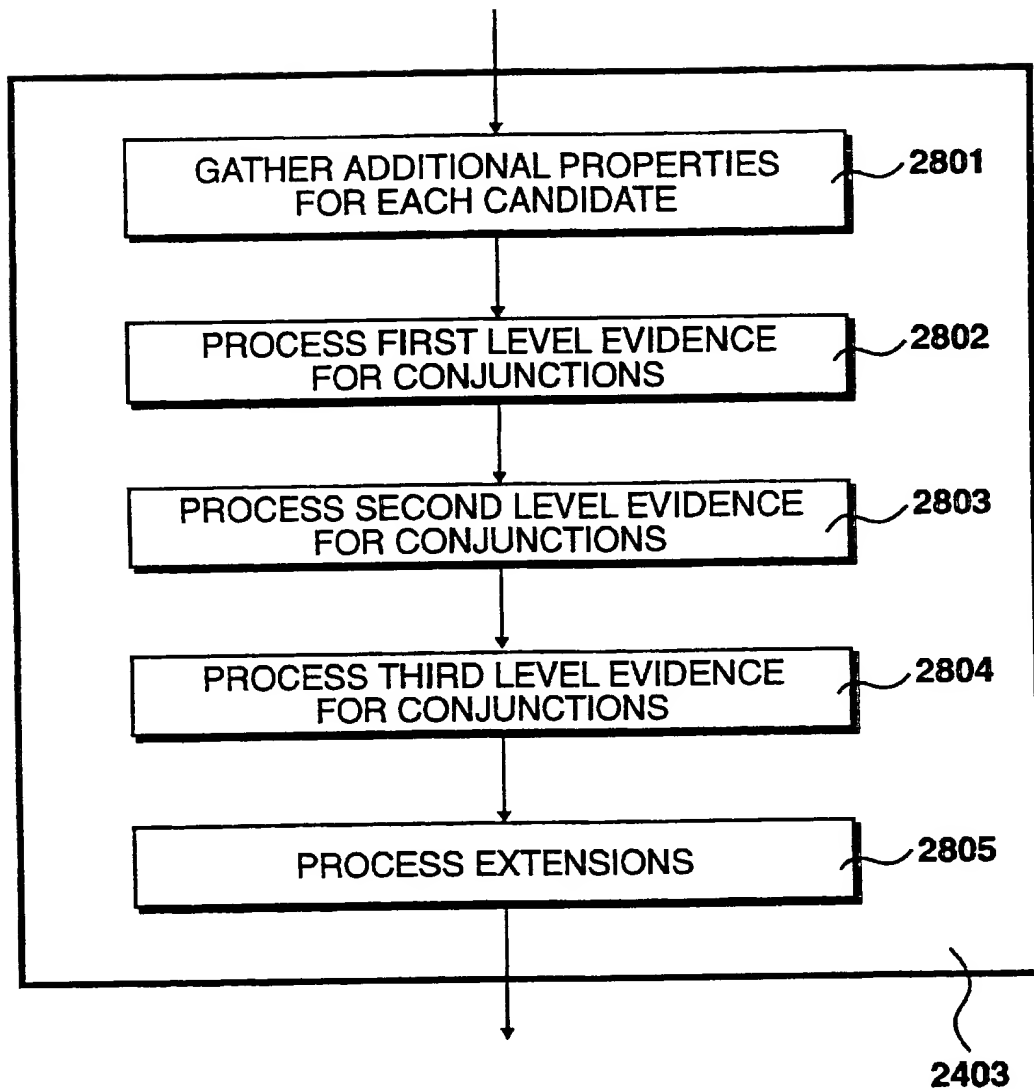 GATHER ADDITIONAL PROPERTIES
FOR EACH CANDIDATE
2801
PROCESS FIRST LEVEL EVIDENCE
FOR CONJUNCTIONS
2802
PROCESS SECOND LEVEL EVIDENCE
FOR CONJUNCTIONS
2803
PROCESS THIRD LEVEL EVIDENCE
FOR CONJUNCTIONS
2804
PROCESS EXTENSIONS
2805
2403